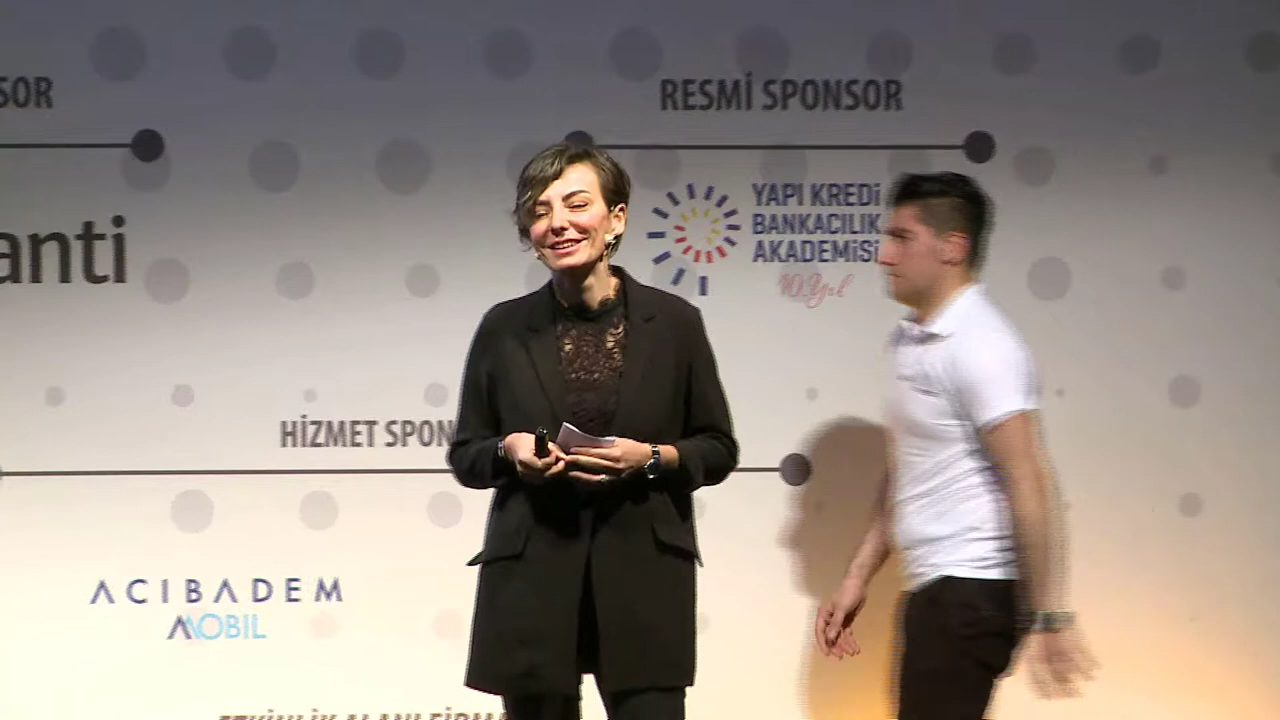 SOR
RESMİ SPONSOR
anti
YAPI KREDİ
BANKACILIK
AKADEMİSİ
10.Yıl
HİZMET SPON
ACIBADEM
MOBIL